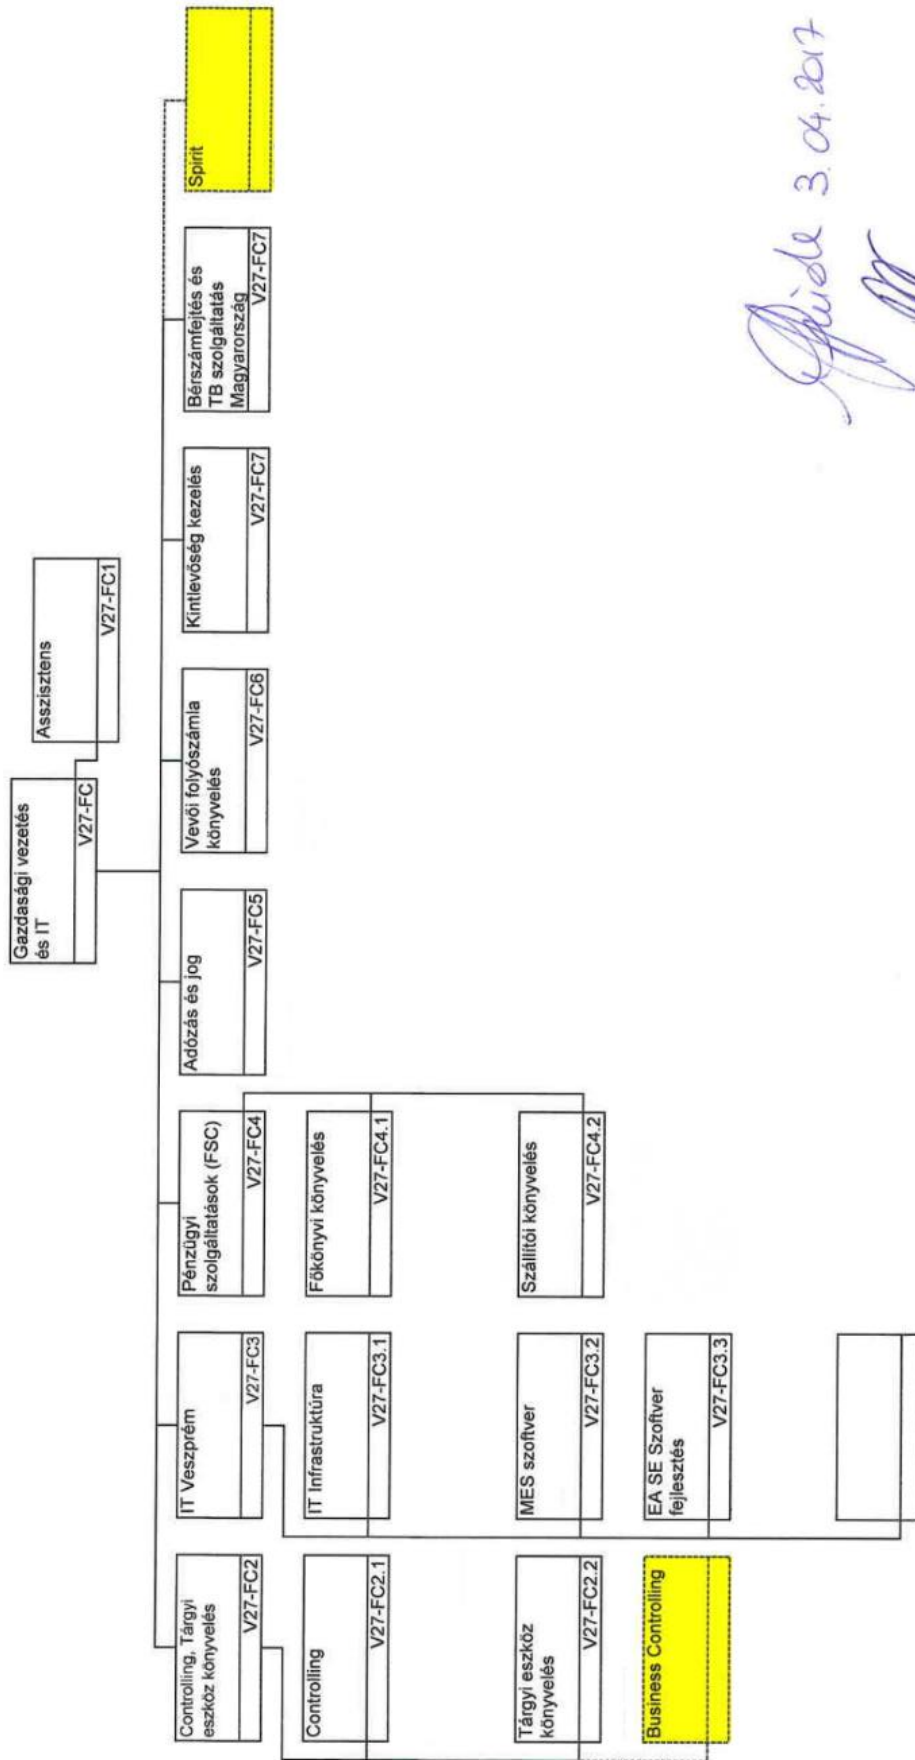 Gazdasági vezetés
és IT
V27-FC
Asszisztens
V27-FC1
Controlling, Tárgyi
eszköz könyvelés
V27-FC2
Controlling
V27-FC2.1
Tárgyi eszköz
könyvelés
V27-FC2.2
Business Controlling
IT Veszprém
V27-FC3
IT Infrastruktúra
V27-FC3.1
MES szoftver
V27-FC3.2
EA SE Szoftver
fejlesztés
V27-FC3.3
Pénzügyi
szolgáltatások (FSC)
V27-FC4
Főkönyvi könyvelés
V27-FC4.1
Szállítói könyvelés
V27-FC4.2
Adózás és jog
V27-FC5
Vevői folyószámla
könyvelés
V27-FC6
Kintlevőség kezelés
V27-FC7
Bérszámfejtés és
TB szolgáltatás
Magyarország
V27-FC7
Spirit
3.04.2017